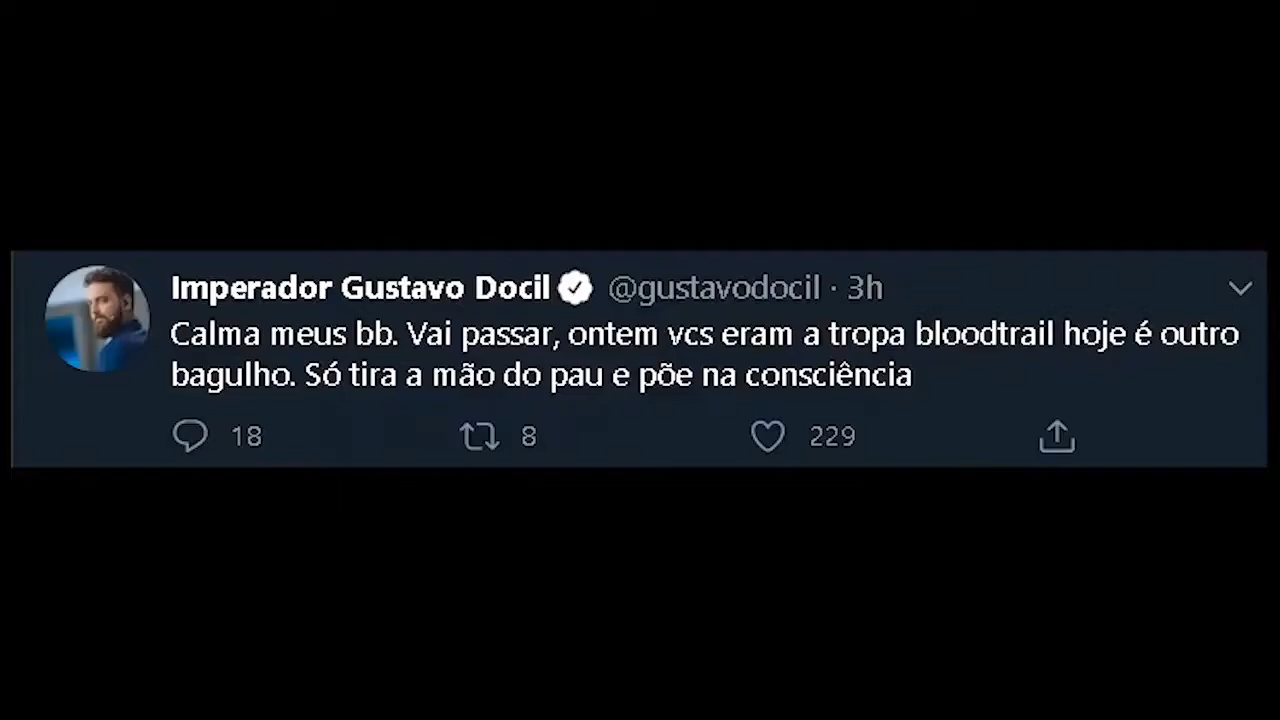 Imperador Gustavo Docil @gustavodocil · 3h
Calma meus bb. Vai passar, ontem vcs eram a tropa bloodtrail hoje é outro
bagulho. Só tira a mão do pau e põe na consciência
18 8 229